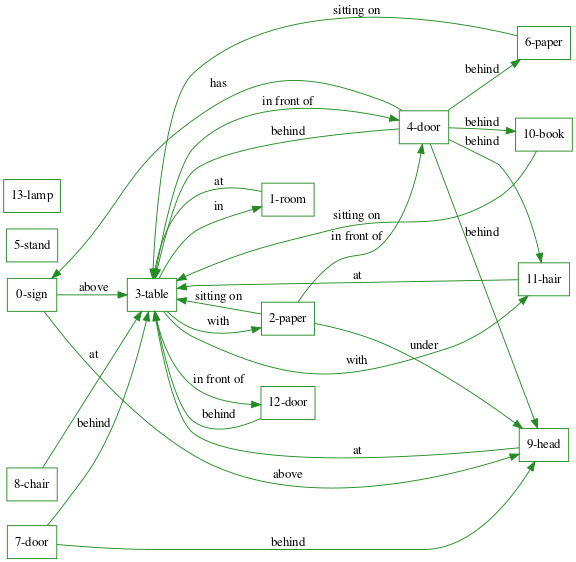 sitting on
6-paper
has
behind
in front of
4-door
behind
10-book
behind
behind
13-lamp
at
1-room
in
sitting on
in front of
behind
5-stand
11-hair
at
0-sign
above
3-table
sitting on
2-paper
with
under
with
at
in front of
12-door
behind
behind
9-head
at
above
8-chair
7-door
behind